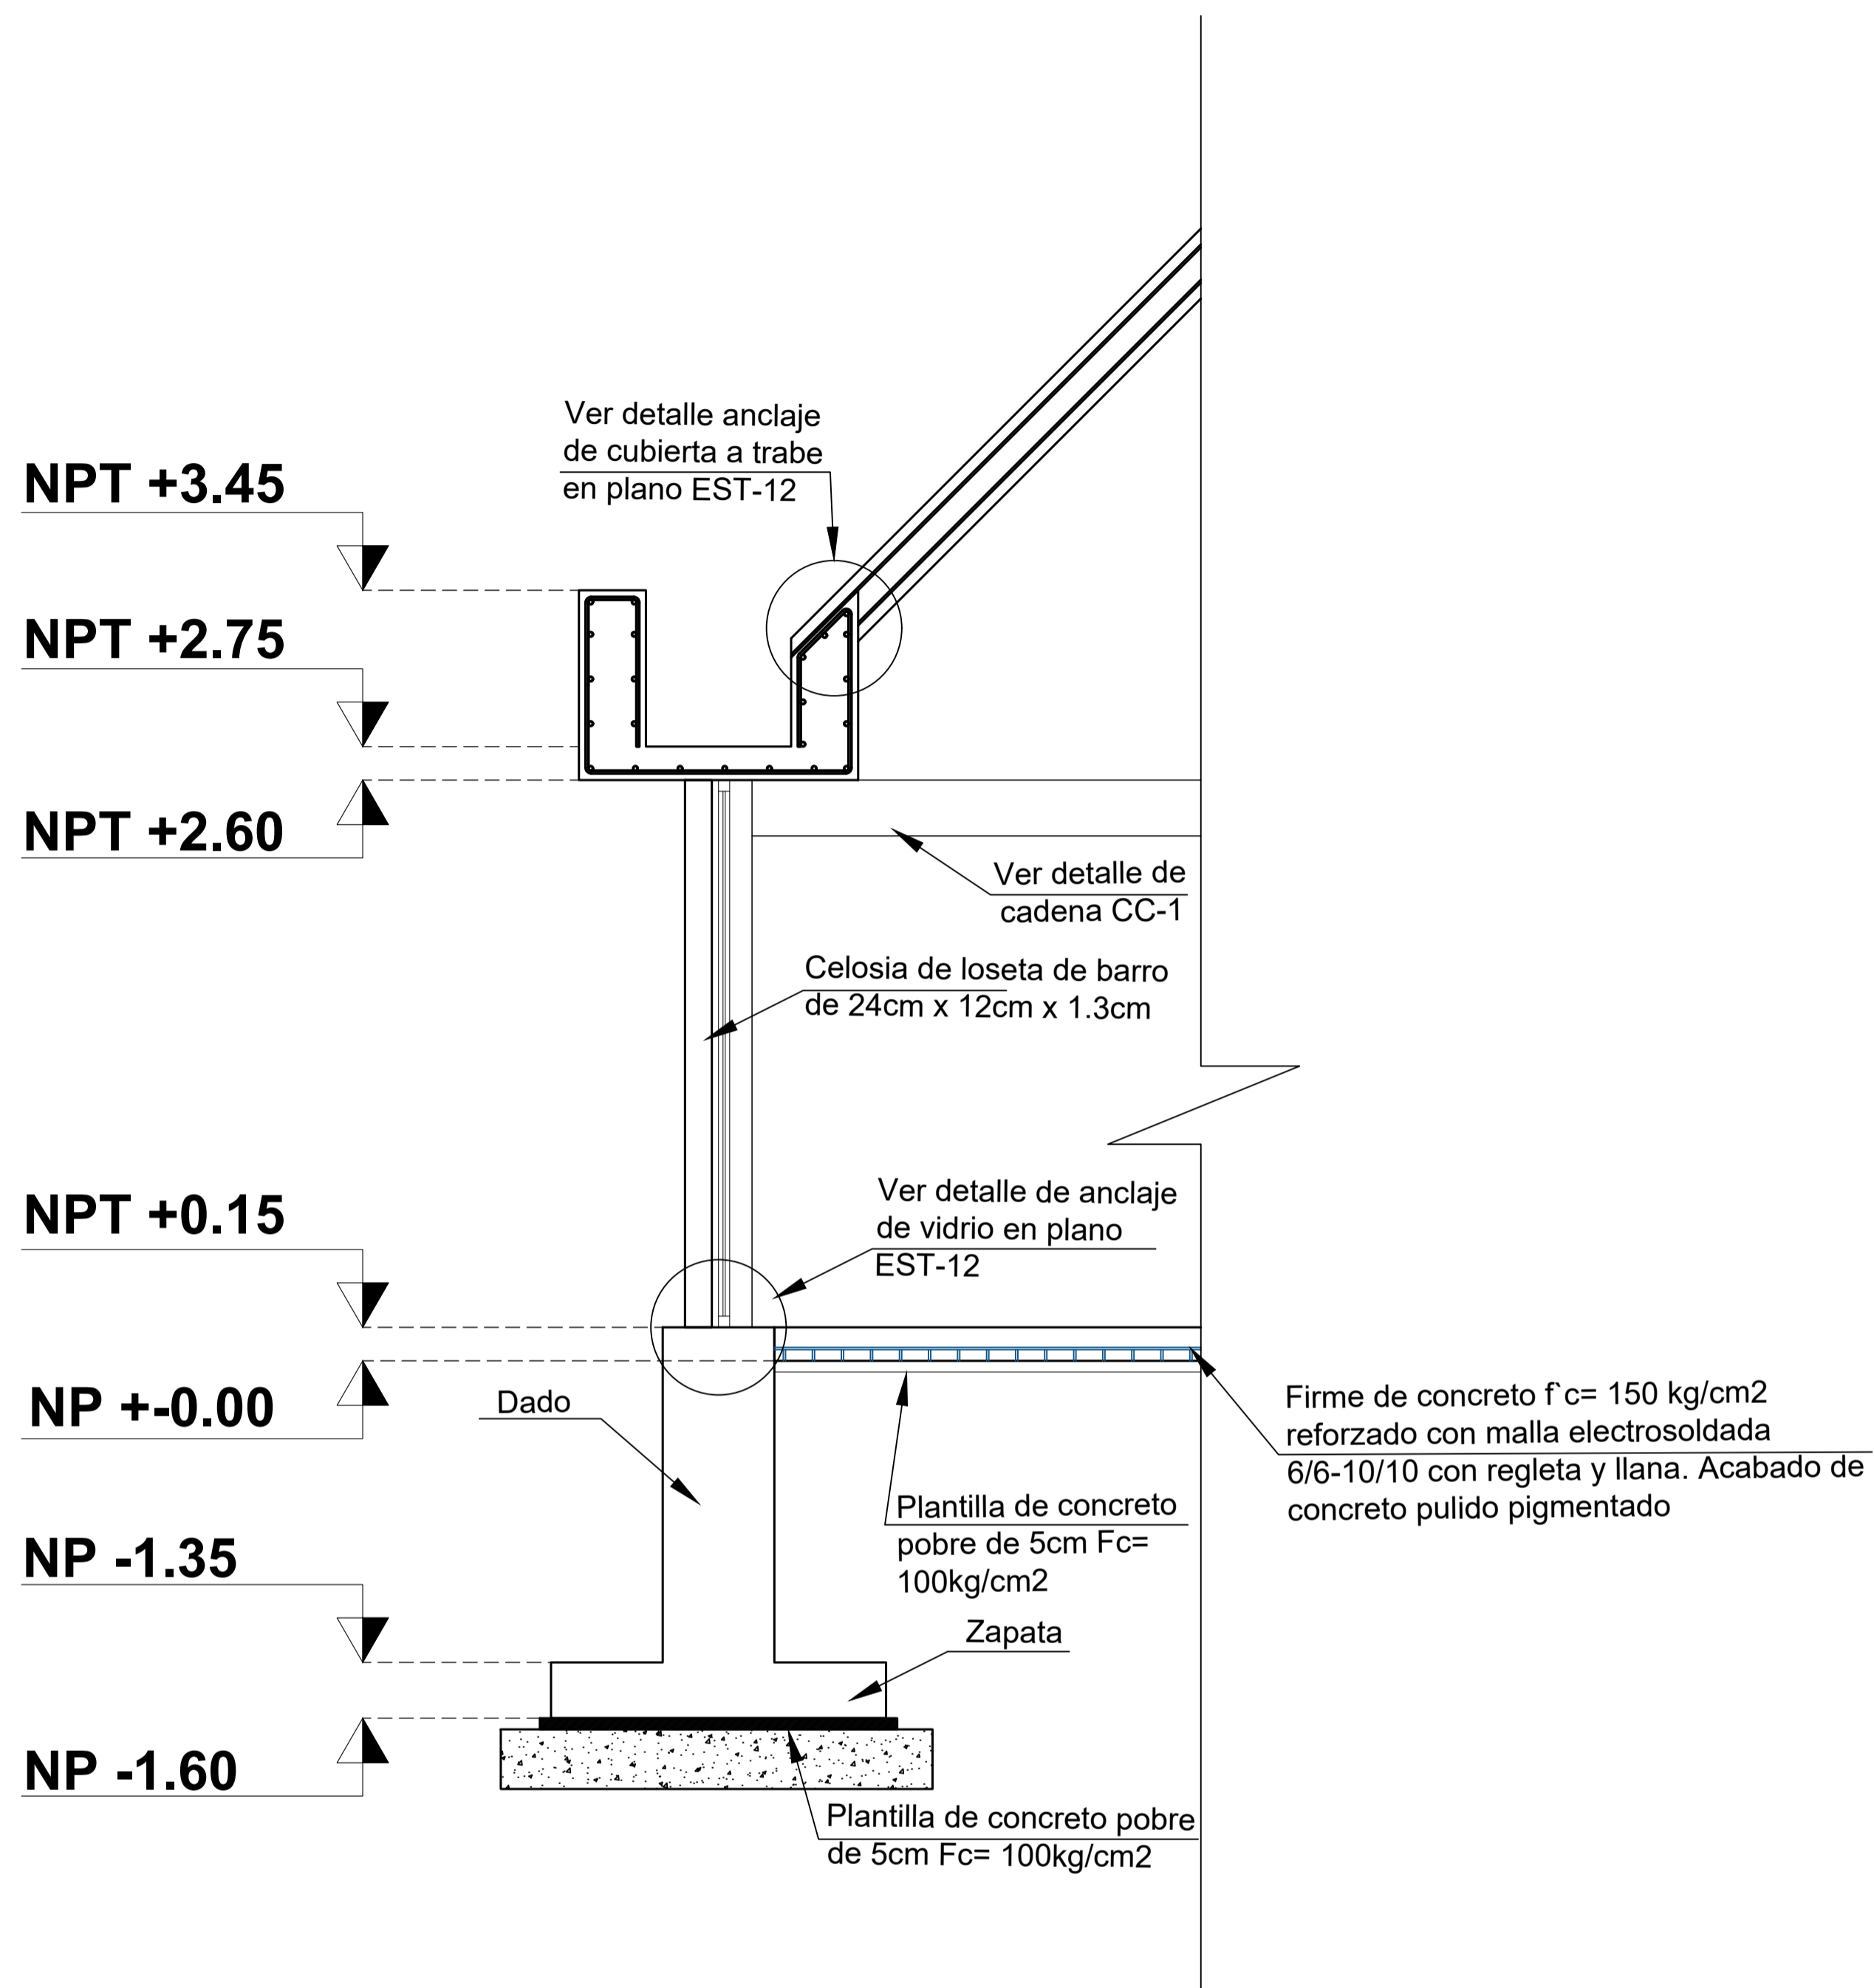 Ver detalle anclaje
de cubierta a trabe
en plano EST-12
NPT +3.45
NPT +2.75
NPT +2.60
Ver detalle de
cadena CC-1
Celosia de loseta de barro
de 24cm x 12cm x 1.3cm
NPT +0.15
Ver detalle de anclaje
de vidrio en plano
EST-12
NP +-0.00
Dado
Firme de concreto f`c= 150 kg/cm2
reforzado con malla electrosoldada
6/6-10/10 con regleta y llana. Acabado de
concreto pulido pigmentado
Plantilla de concreto
pobre de 5cm Fc=
100kg/cm2
NP -1.35
Zapata
NP -1.60
Plantilla de concreto pobre
de 5cm Fc= 100kg/cm2